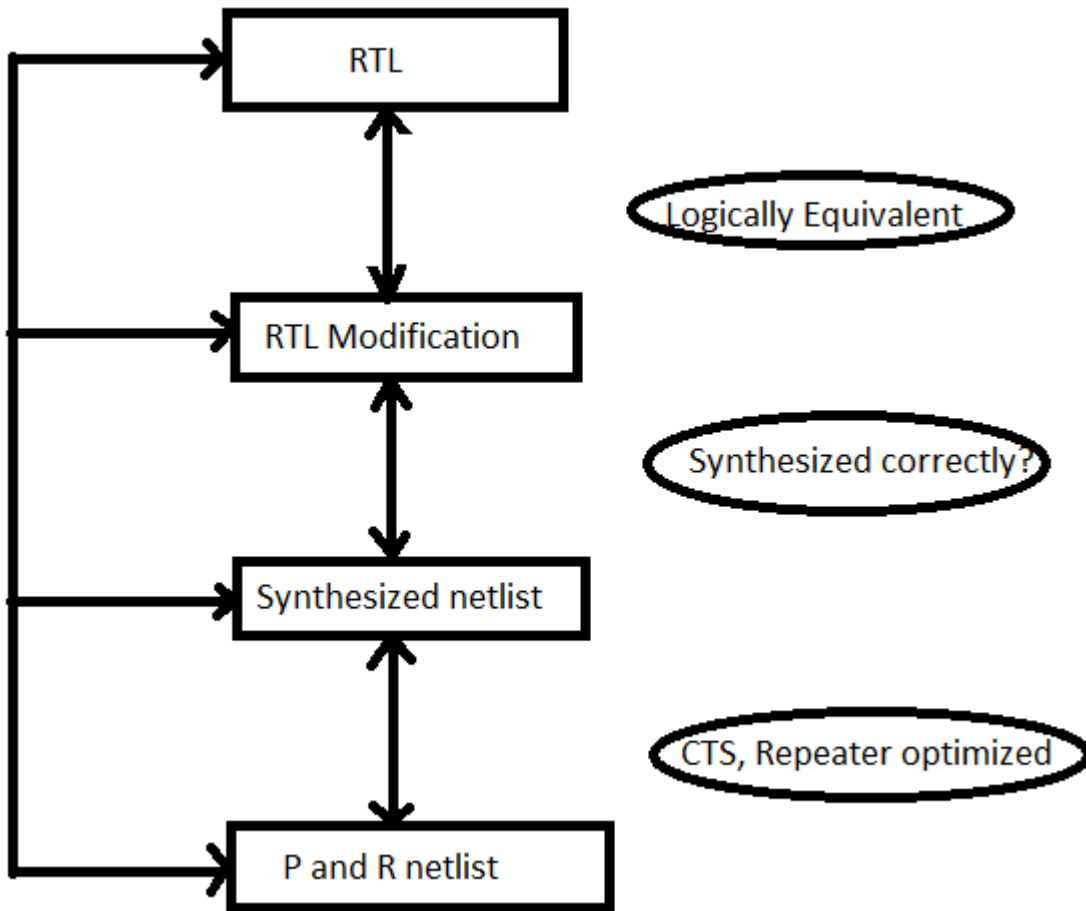 RTL
Logically Equivalent
RTL Modification
Synthesized correctly?
Synthesized netlist
CTS, Repeater optimized
P and R netlist